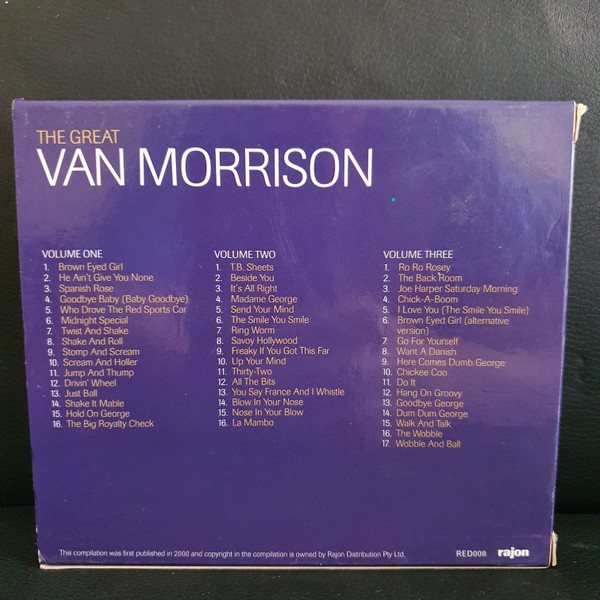 THE GREAT
VAN MORRISON
VOLUME ONE
1. Brown Eyed Girl
2. He Ain't Give You None
3. Spanish Rose
4. Goodbye Baby (Baby Goodbye)
5. Who Drove The Red Sports Car
6. Midnight Special
7. Twist And Shake
8. Shake And Roll
9. Stomp And Scream
10. Scream And Holler
11. Jump And Thump
12. Drivin' Wheel
13. Just Ball
14. Shake It Mable
15. Hold On George
16. The Big Royalty Check
VOLUME TWO
1. T.B. Sheets
2. Beside You
3. It's All Right
4. Madame George
5. Send Your Mind
6. The Smile You Smile
7. Ring Worm
8. Savoy Hollywood
9. Freaky If You Got This Far
10. Up Your Mind
11. Thirty-Two
12. All The Bits
13. You Say France And I Whistle
14. Blow In Your Nose
15. Nose In Your Blow
16. La Mambo
VOLUME THREE
1. Ro Ro Rosey
2. The Back Room
3. Joe Harper Saturday Morning
4. Chick-A-Boom
5. I Love You (The Smile You Smile)
6. Brown Eyed Girl (alternative
version)
7. Go For Yourself
8. Want A Danish
9. Here Comes Dumb George
10. Chickee Coo
11. Do It
12. Hang On Groovy
13. Goodbye George
14. Dum Dum George
15. Walk And Talk
16. The Wobble
17. Wobble And Ball
This compilation was first published in 2000 and copyright in the compilation is owned by Rajon Distribution Pty Ltd.
RED008 rajon